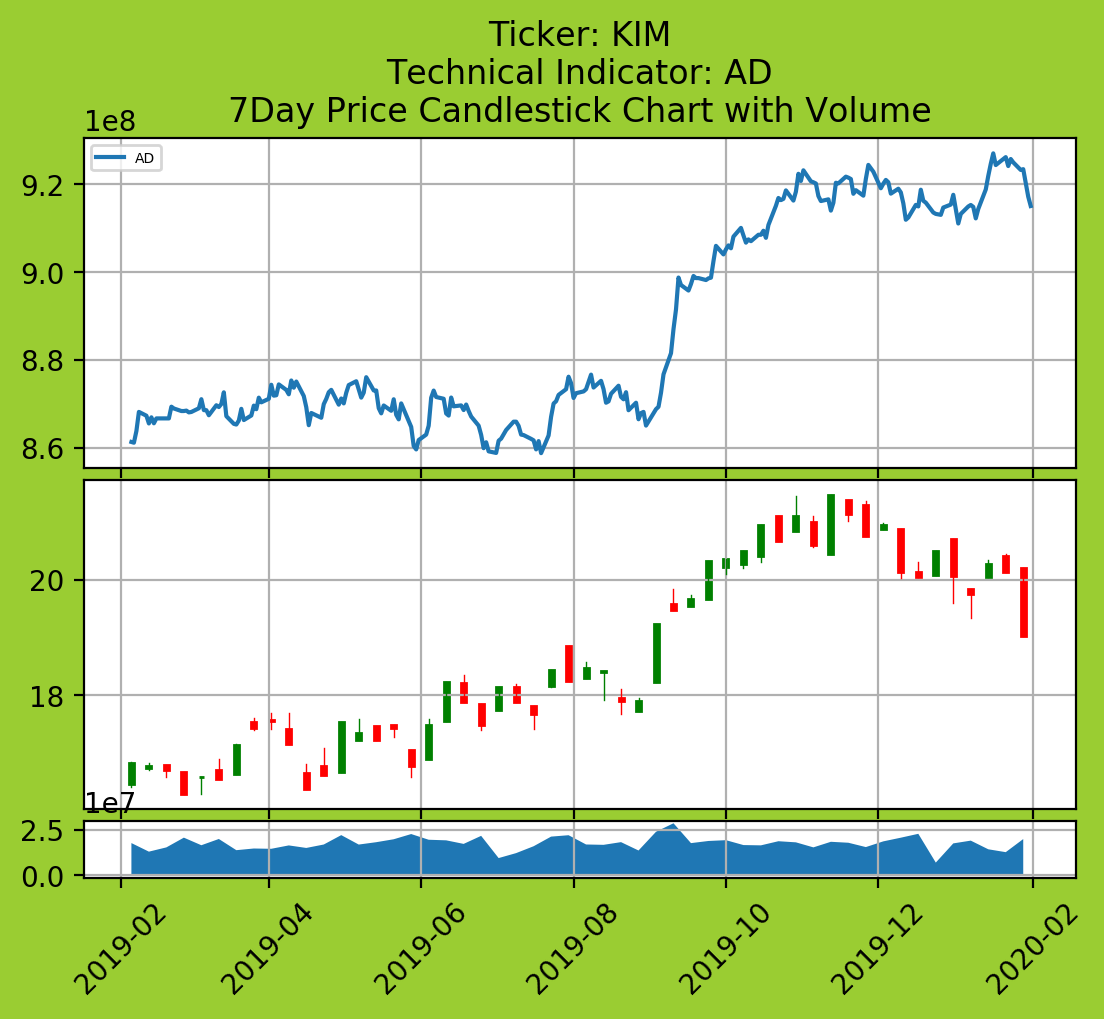 Ticker: KIM
Technical Indicator: AD
7Day Price Candlestick Chart with Volume
1e8
AD
9.2
9.0
8.8
8.6
20
18
1e7
2.5
0.0
2019-02
2019-04
2019-06
2019-08
2019-10
2019-12
2020-02